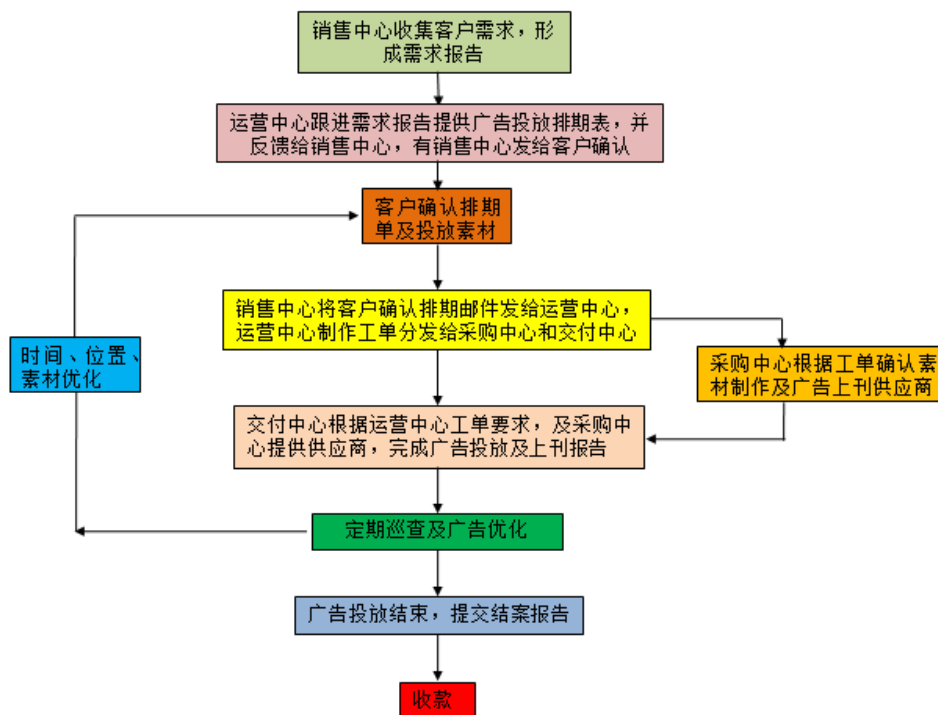 销售中心收集客户需求，形
成需求报告
运营中心跟进需求报告提供广告投放排期表，并
反馈给销售中心，有销售中心发给客户确认
客户确认排期
单及投放素材
销售中心将客户确认排期邮件发给运营中心，
运营中心制作工单分发给采购中心和交付中心
时间、位置、
素材优化
采购中心根据工单确认素
材制作及广告上刊供应商
交付中心根据运营中心工单要求，及采购中
心提供供应商，完成广告投放及上刊报告
定期巡查及广告优化
广告投放结束，提交结案报告
收款